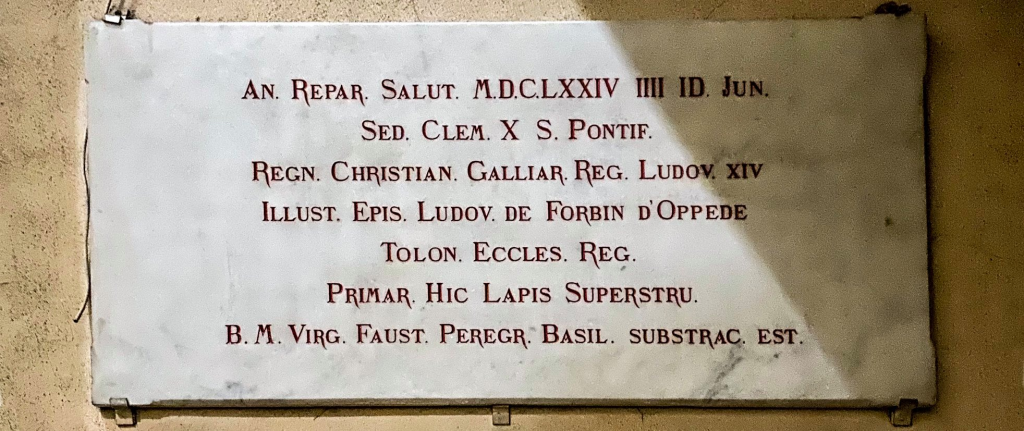 An. Repar. Salut. M.D.C.LXXIV IIII ID. Jun.
Sed. Clem. X S. Pontif.
Regn. Christian. Galliar. Reg. Ludov. XIV
Illust. Epis. Ludov. de Forbin d'Oppede
Tolon. Eccles. Reg.
Primar. Hic Lapis Superstru.
B. M. Virg. Faust. Peregr. Basil. substrac. est.